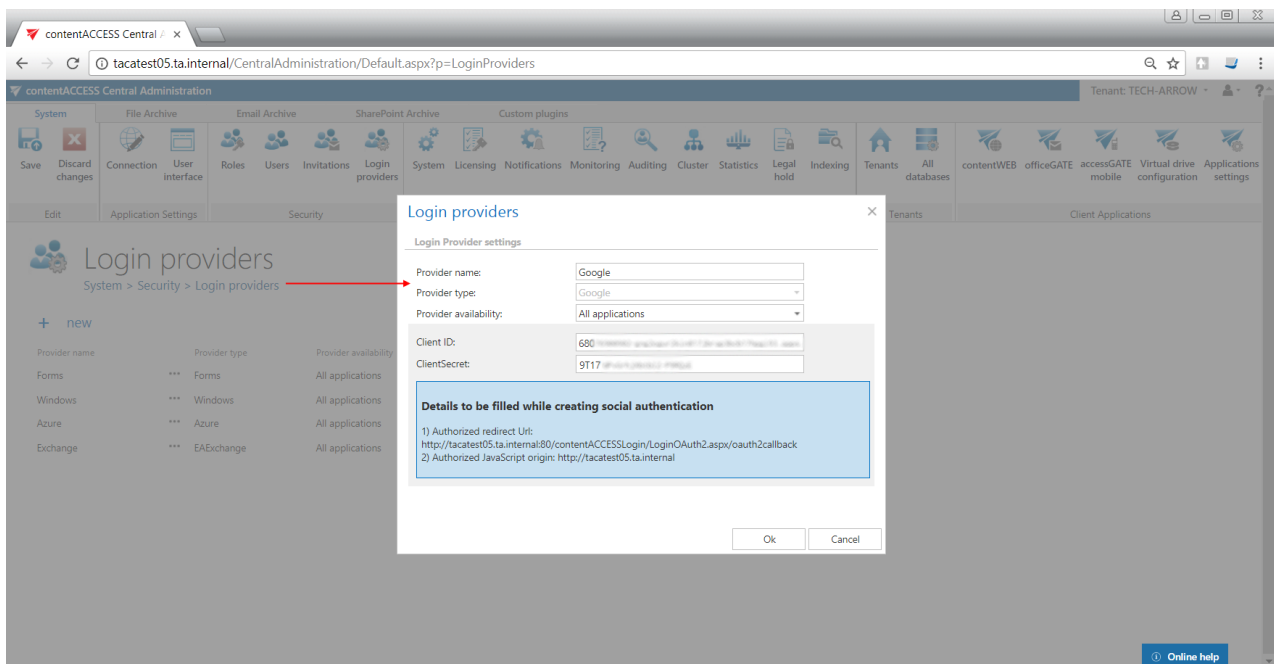 contentACCESS Central A
tacatest05.ta.internal/CentralAdministration/Default.aspx?p=LoginProviders
contentACCESS Central Administration
Tenant: TECH-ARROW
?
System File Archive Email Archive SharePoint Archive Custom plugins
Save Discard changes Connection User interface Roles Users Invitations Login providers System Licensing Notifications Monitoring Auditing Cluster Statistics Legal hold Indexing Tenants All databases contentWEB officeGATE accessGATE mobile Virtual drive configuration Applications settings
Edit Application Settings Security Tenants Client Applications
Login providers
System > Security > Login providers
+ new
Provider name Provider type Provider availability
Forms *** Forms All applications
Windows *** Windows All applications
Azure *** Azure All applications
Exchange *** EAExchange All applications
Login providers
Login Provider settings
Provider name: Google
Provider type: Google
Provider availability: All applications
Client ID: 680
ClientSecret: 9T17
Details to be filled while creating social authentication
1) Authorized redirect Url:
http://tacatest05.ta.internal:80/contentACCESSLogin/LoginOAuth2.aspx/oauth2callback
2) Authorized JavaScript origin: http://tacatest05.ta.internal
Ok Cancel
Online help